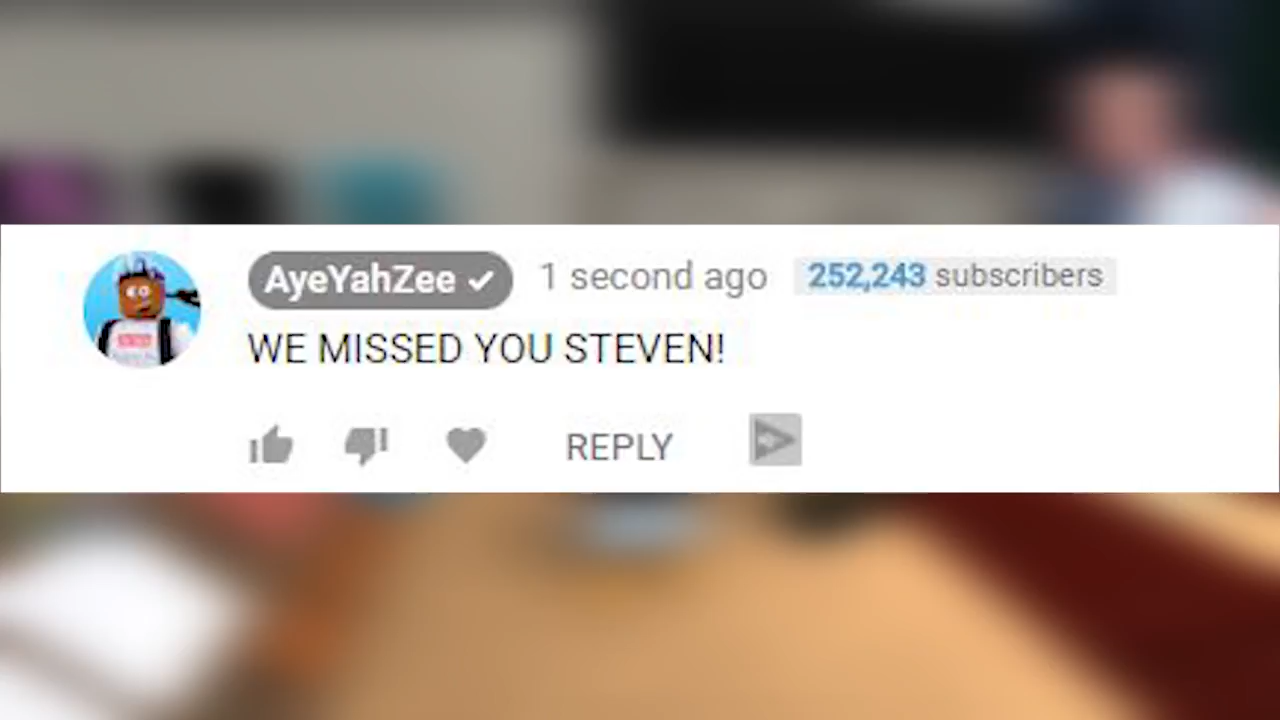 AyeYahZee 1 second ago 252,243 subscribers
WE MISSED YOU STEVEN!
REPLY